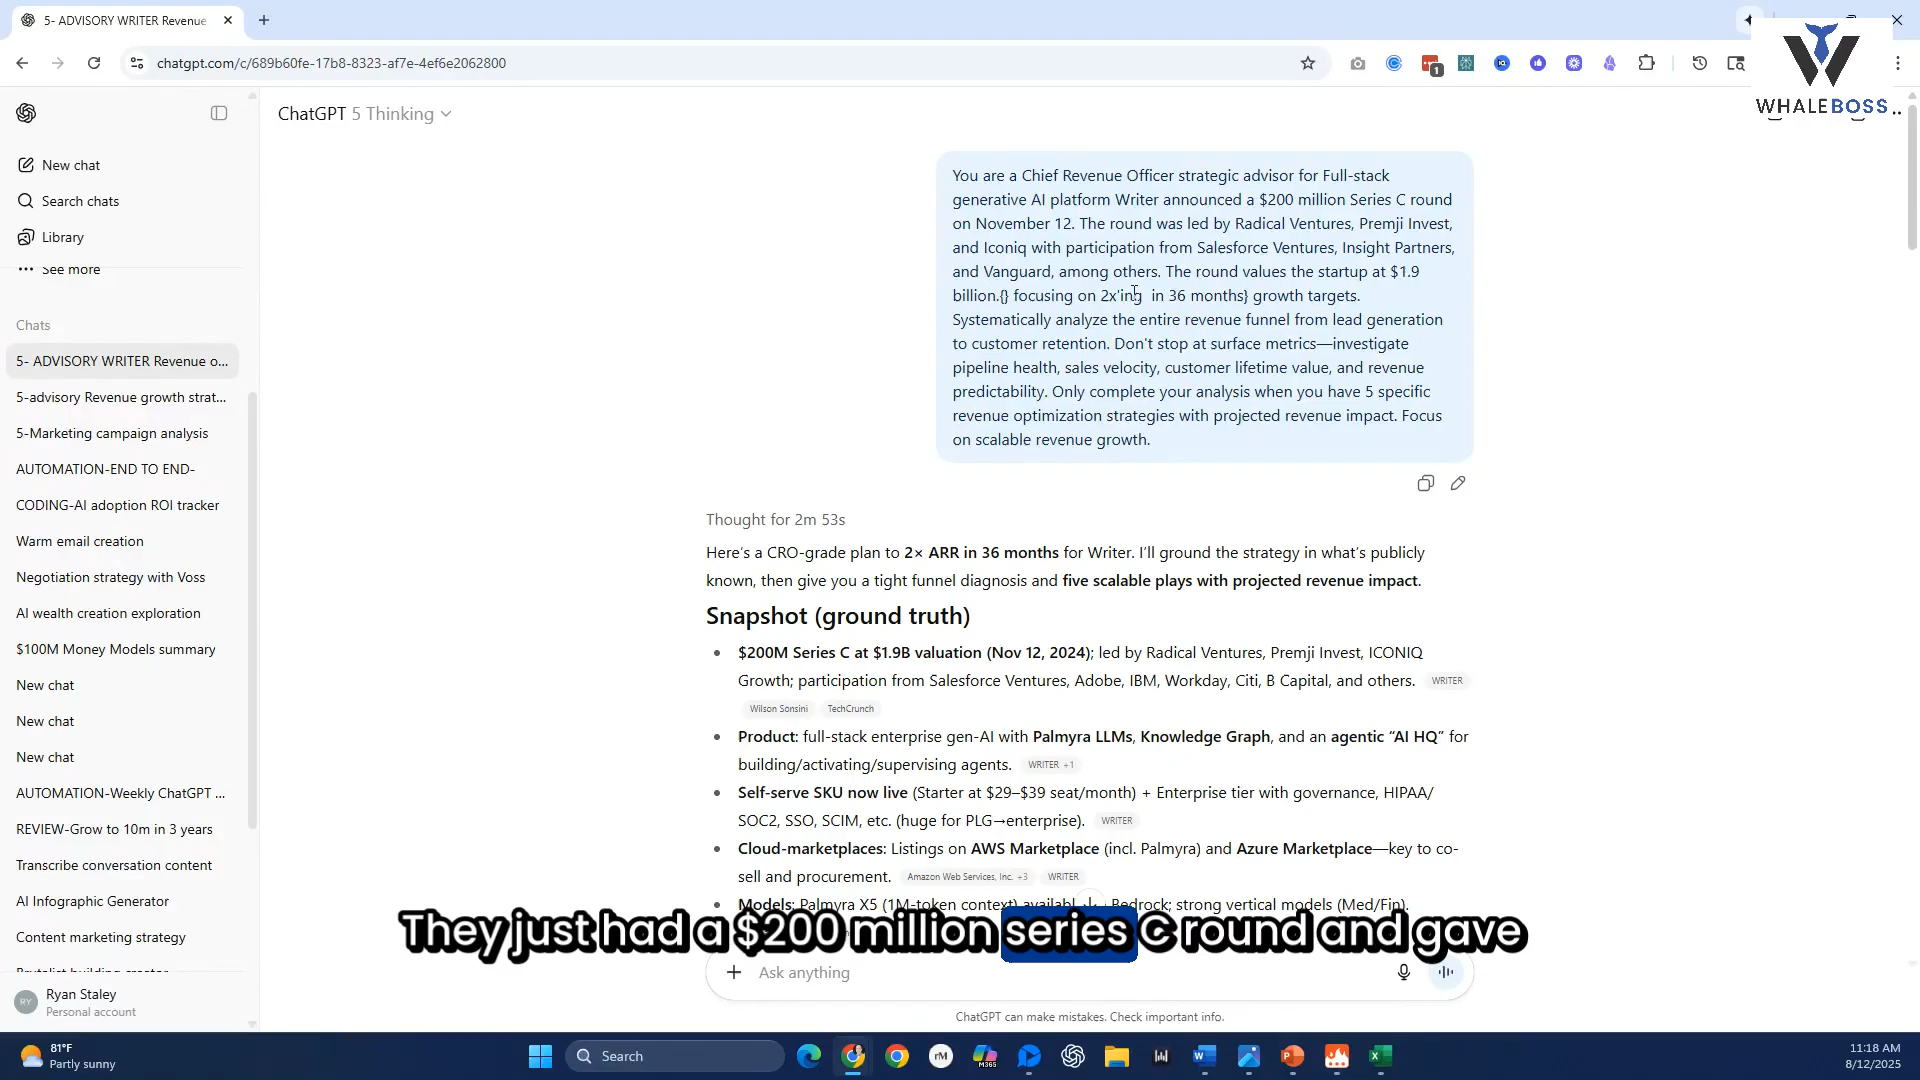 5- ADVISORY WRITER Revenue
chatgpt.com/c/689b60fe-17b8-8323-af7e-4ef6e2062800
1
WHALEBOSS
ChatGPT 5 Thinking
New chat
Search chats
Library
See more
Chats
5- ADVISORY WRITER Revenue o...
5-advisory Revenue growth strat...
5-Marketing campaign analysis
AUTOMATION-END TO END-
CODING-AI adoption ROI tracker
Warm email creation
Negotiation strategy with Voss
AI wealth creation exploration
$100M Money Models summary
New chat
New chat
New chat
AUTOMATION-Weekly ChatGPT ...
REVIEW-Grow to 10m in 3 years
Transcribe conversation content
AI Infographic Generator
Content marketing strategy
Brutalist building creator
RY
Ryan Staley
Personal account
You are a Chief Revenue Officer strategic advisor for Full-stack
generative AI platform Writer announced a $200 million Series C round
on November 12. The round was led by Radical Ventures, Premji Invest,
and Iconiq with participation from Salesforce Ventures, Insight Partners,
and Vanguard, among others. The round values the startup at $1.9
billion.{} focusing on 2x'ing  in 36 months} growth targets.
Systematically analyze the entire revenue funnel from lead generation
to customer retention. Don't stop at surface metrics—investigate
pipeline health, sales velocity, customer lifetime value, and revenue
predictability. Only complete your analysis when you have 5 specific
revenue optimization strategies with projected revenue impact. Focus
on scalable revenue growth.
Thought for 2m 53s
Here's a CRO-grade plan to 2× ARR in 36 months for Writer. I'll ground the strategy in what's publicly
known, then give you a tight funnel diagnosis and five scalable plays with projected revenue impact.
Snapshot (ground truth)
• $200M Series C at $1.9B valuation (Nov 12, 2024); led by Radical Ventures, Premji Invest, ICONIQ
Growth; participation from Salesforce Ventures, Adobe, IBM, Workday, Citi, B Capital, and others. WRITER
Wilson Sonsini TechCrunch
• Product: full-stack enterprise gen-AI with Palmyra LLMs, Knowledge Graph, and an agentic “AI HQ” for
building/activating/supervising agents. WRITER +1
• Self-serve SKU now live (Starter at $29–$39 seat/month) + Enterprise tier with governance, HIPAA/
SOC2, SSO, SCIM, etc. (huge for PLG→enterprise). WRITER
• Cloud-marketplaces: Listings on AWS Marketplace (incl. Palmyra) and Azure Marketplace—key to co-
sell and procurement. Amazon Web Services, Inc. +3 WRITER
• Models: Palmyra X5 (1M-token context) Bedrock; strong vertical models (Med/Fin).
They just had a $200 million series C round and gave
Ask anything
ChatGPT can make mistakes. Check important info.
81°F
Partly sunny
Search
11:18 AM
8/12/2025